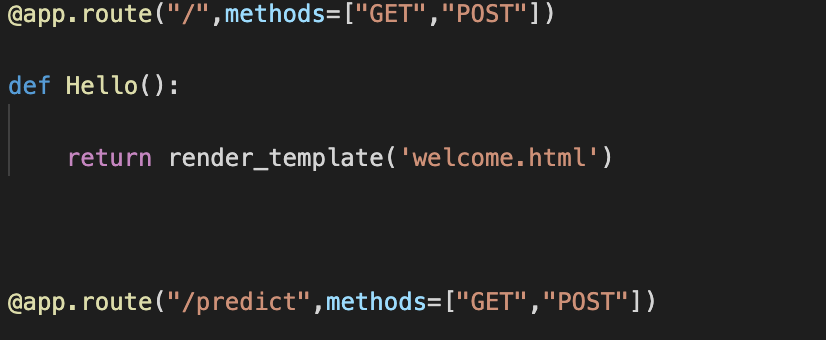 @app.route("/",methods=["GET","POST"])
def Hello():
    return render_template('welcome.html')
@app.route("/predict",methods=["GET","POST"])